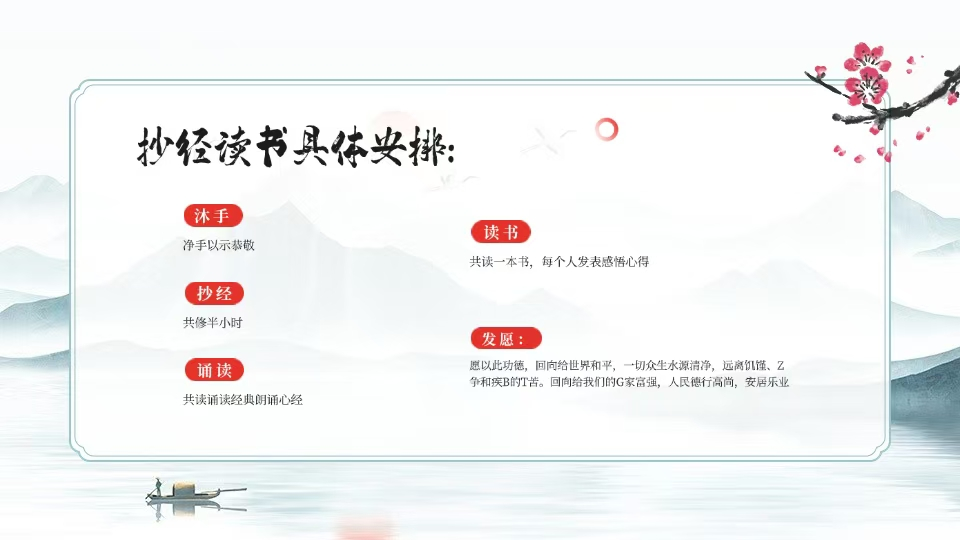 抄经读书具体安排:
沐手
净手以示恭敬
抄经
共修半小时
诵读
共读诵读经典朗诵心经
读书
共读一本书，每个人发表感悟心得
发愿：
愿以此功德，回向给世界和平，一切众生水源清净，远离饥馑、Z
争和疾B的T苦。回向给我们的G家富强，人民德行高尚，安居乐业